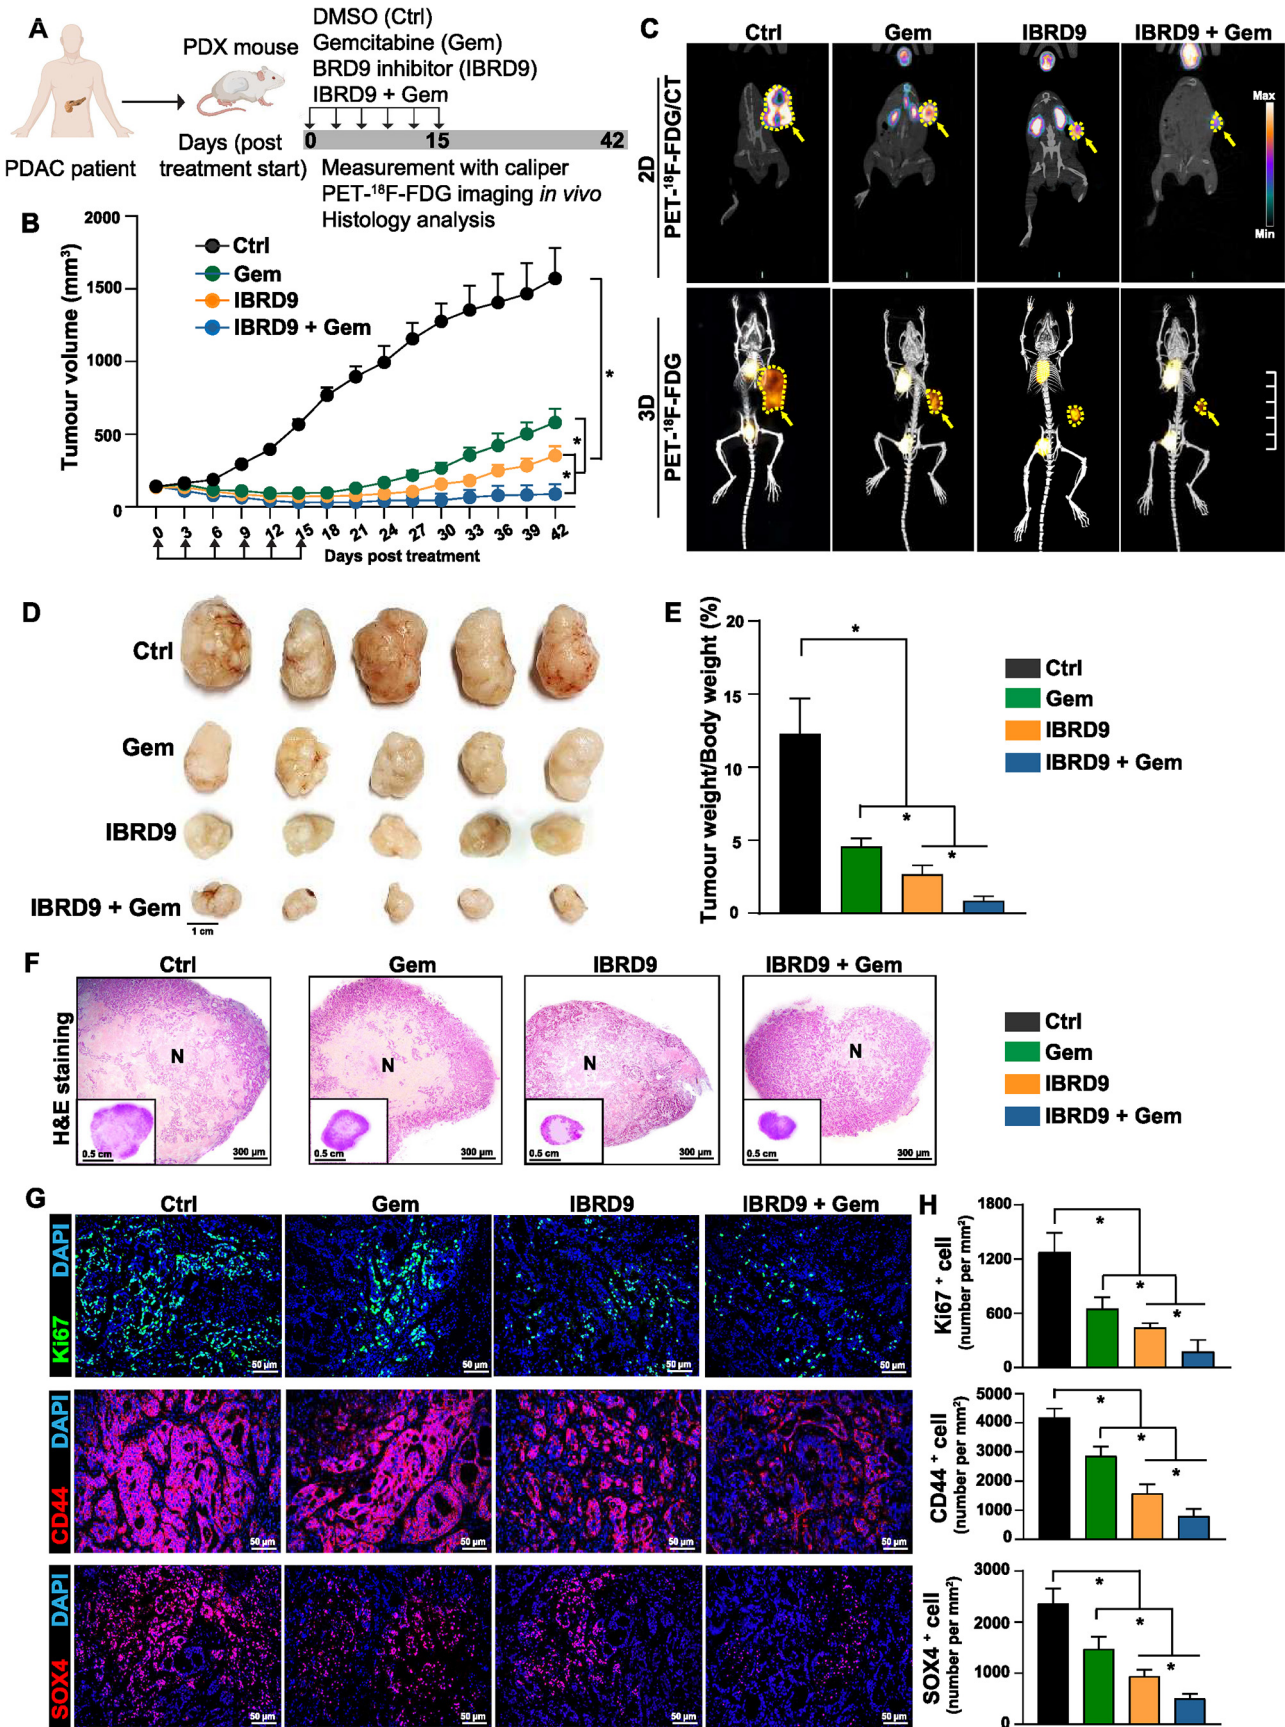 A
PDAC patient
PDX mouse
Days (post
treatment start)
DMSO (Ctrl)
Gemcitabine (Gem)
BRD9 inhibitor (IBRD9)
IBRD9 + Gem
0 15 42
Measurement with caliper
PET-¹⁸F-FDG imaging in vivo
Histology analysis
B
Tumour volume (mm³)
2000
1500
1000
500
0
Ctrl
Gem
IBRD9
IBRD9 + Gem
*
*
*
0 3 6 9 12 15 18 21 24 27 30 33 36 39 42
Days post treatment
C
Ctrl Gem IBRD9 IBRD9 + Gem
2D
PET-¹⁸F-FDG/CT
Max
Min
3D
PET-¹⁸F-FDG
D
Ctrl
Gem
IBRD9
IBRD9 + Gem
1 cm
E
Tumour weight/Body weight (%)
20
15
10
5
0
*
*
*
Ctrl
Gem
IBRD9
IBRD9 + Gem
F
Ctrl Gem IBRD9 IBRD9 + Gem
H&E staining
N N N N
0.5 cm 300 µm 0.5 cm 300 µm 0.5 cm 300 µm 0.5 cm 300 µm
Ctrl
Gem
IBRD9
IBRD9 + Gem
G
Ctrl Gem IBRD9 IBRD9 + Gem
Ki67 DAPI
50 µm 50 µm 50 µm 50 µm
CD44 DAPI
50 µm 50 µm 50 µm 50 µm
SOX4 DAPI
50 µm 50 µm 50 µm 50 µm
H
Ki67 ⁺ cell
(number per mm²)
1800
1200
600
0
*
*
*
CD44 ⁺ cell
(number per mm²)
5000
4000
3000
2000
1000
0
*
*
*
SOX4 ⁺ cell
(number per mm²)
3000
2000
1000
0
*
*
*